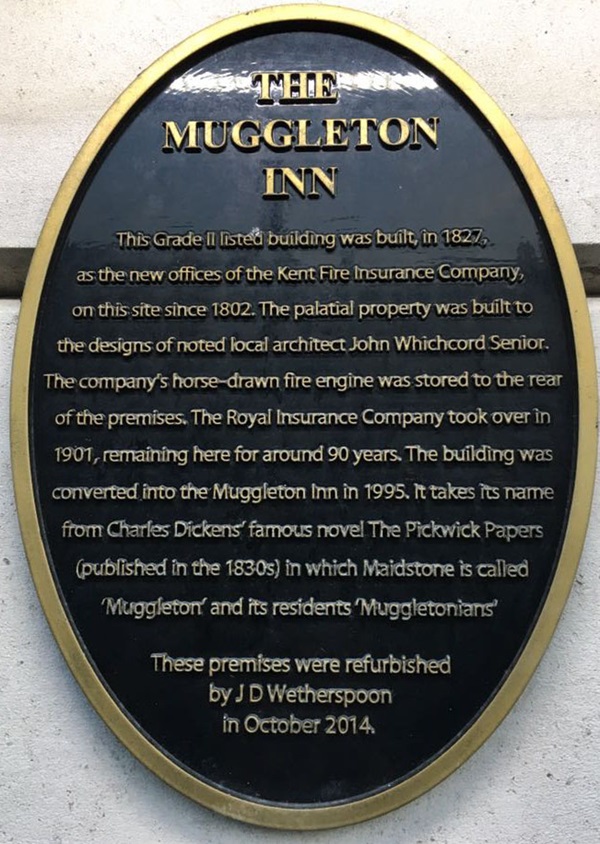 THE
MUGGLETON
INN
This Grade II listed building was built, in 1827,
as the new offices of the Kent Fire Insurance Company,
on this site since 1802. The palatial property was built to
the designs of noted local architect John Whichcord Senior.
The company's horse-drawn fire engine was stored to the rear
of the premises. The Royal Insurance Company took over in
1901, remaining here for around 90 years. The building was
converted into the Muggleton Inn in 1995. It takes its name
from Charles Dickens' famous novel The Pickwick Papers
(published in the 1830s) in which Maidstone is called
'Muggleton' and its residents 'Muggletonians'
These premises were refurbished
by J D Wetherspoon
in October 2014.